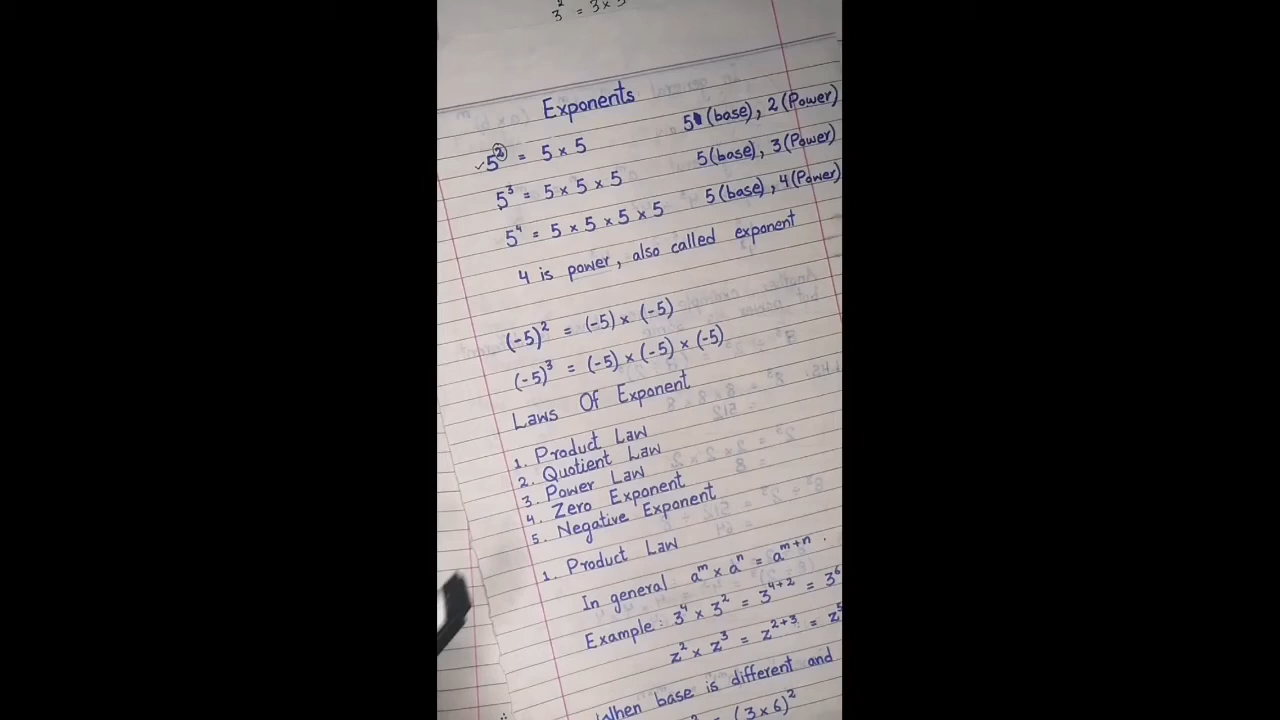 3² = 3 × 3
Exponents
5² = 5 × 5 5 (base), 2 (Power)
5³ = 5 × 5 × 5 5 (base), 3 (Power)
5⁴ = 5 × 5 × 5 × 5 5 (base), 4 (Power)
4 is power, also called exponent
(-5)² = (-5) × (-5)
(-5)³ = (-5) × (-5) × (-5)
Laws Of Exponent
1. Product Law
2. Quotient Law
3. Power Law
4. Zero Exponent
5. Negative Exponent
1. Product Law
In general : aᵐ × aⁿ = aᵐ⁺ⁿ.
Example : 3⁴ × 3² = 3⁴⁺² = 3⁶
z² × z³ = z²⁺³ = z⁵
When base is different and
= (3 × 6)²